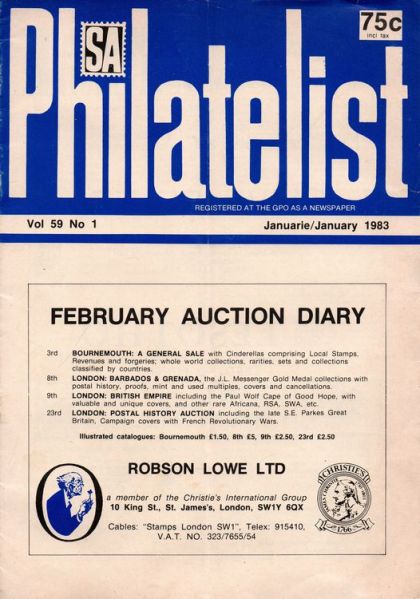 75c
incl tax
SA
Philatelist
REGISTERED AT THE GPO AS A NEWSPAPER
Vol 59 No 1
Januarie/January 1983
FEBRUARY AUCTION DIARY
3rd BOURNEMOUTH: A GENERAL SALE with Cinderellas comprising Local Stamps,
Revenues and forgeries; whole world collections, rarities, sets and collections
classified by countries.
8th LONDON: BARBADOS & GRENADA, the J.L. Messenger Gold Medal collections with
postal history, proofs, mint and used multiples, covers and cancellations.
9th LONDON: BRITISH EMPIRE including the Paul Wolf Cape of Good Hope, with
valuable and unique covers, and other rare Africana, RSA, SWA, etc.
23rd LONDON: POSTAL HISTORY AUCTION including the late S.E. Parkes Great
Britain, Campaign covers with French Revolutionary Wars.
Illustrated catalogues: Bournemouth £1.50, 8th £5, 9th £2.50, 23rd £2.50
ROBSON LOWE LTD
a member of the Christie's International Group
10 King St., St. James's, London, SW1Y 6QX
Cables: "Stamps London SW1", Telex: 915410,
V.A.T. NO. 323/7655/54
CHRISTIE'S
1766